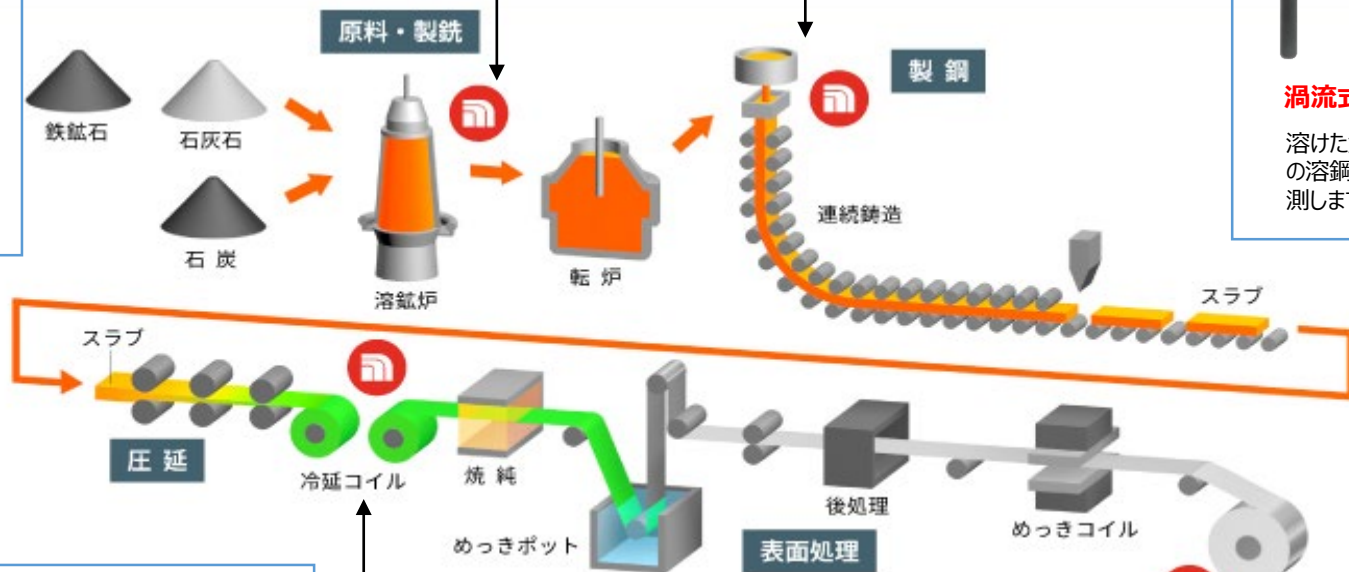 原料・製銑
製 鋼
鉄鉱石
石灰石
石 炭
溶鉱炉
転 炉
連続鋳造
スラブ
渦流式
溶けた
の溶鋼
測しま
スラブ
圧 延
冷延コイル
焼 純
めっきポット
後処理
めっきコイル
表面処理